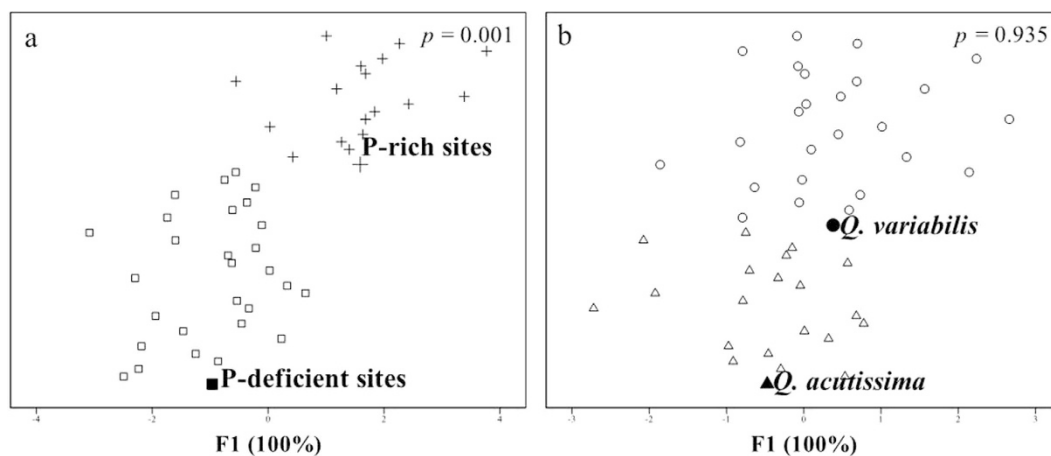 a
p = 0.001
P-rich sites
P-deficient sites
-4 -2 0 2 4
F1 (100%)
b
p = 0.935
Q. variabilis
Q. acutissima
-3 -2 -1 0 1 2 3
F1 (100%)